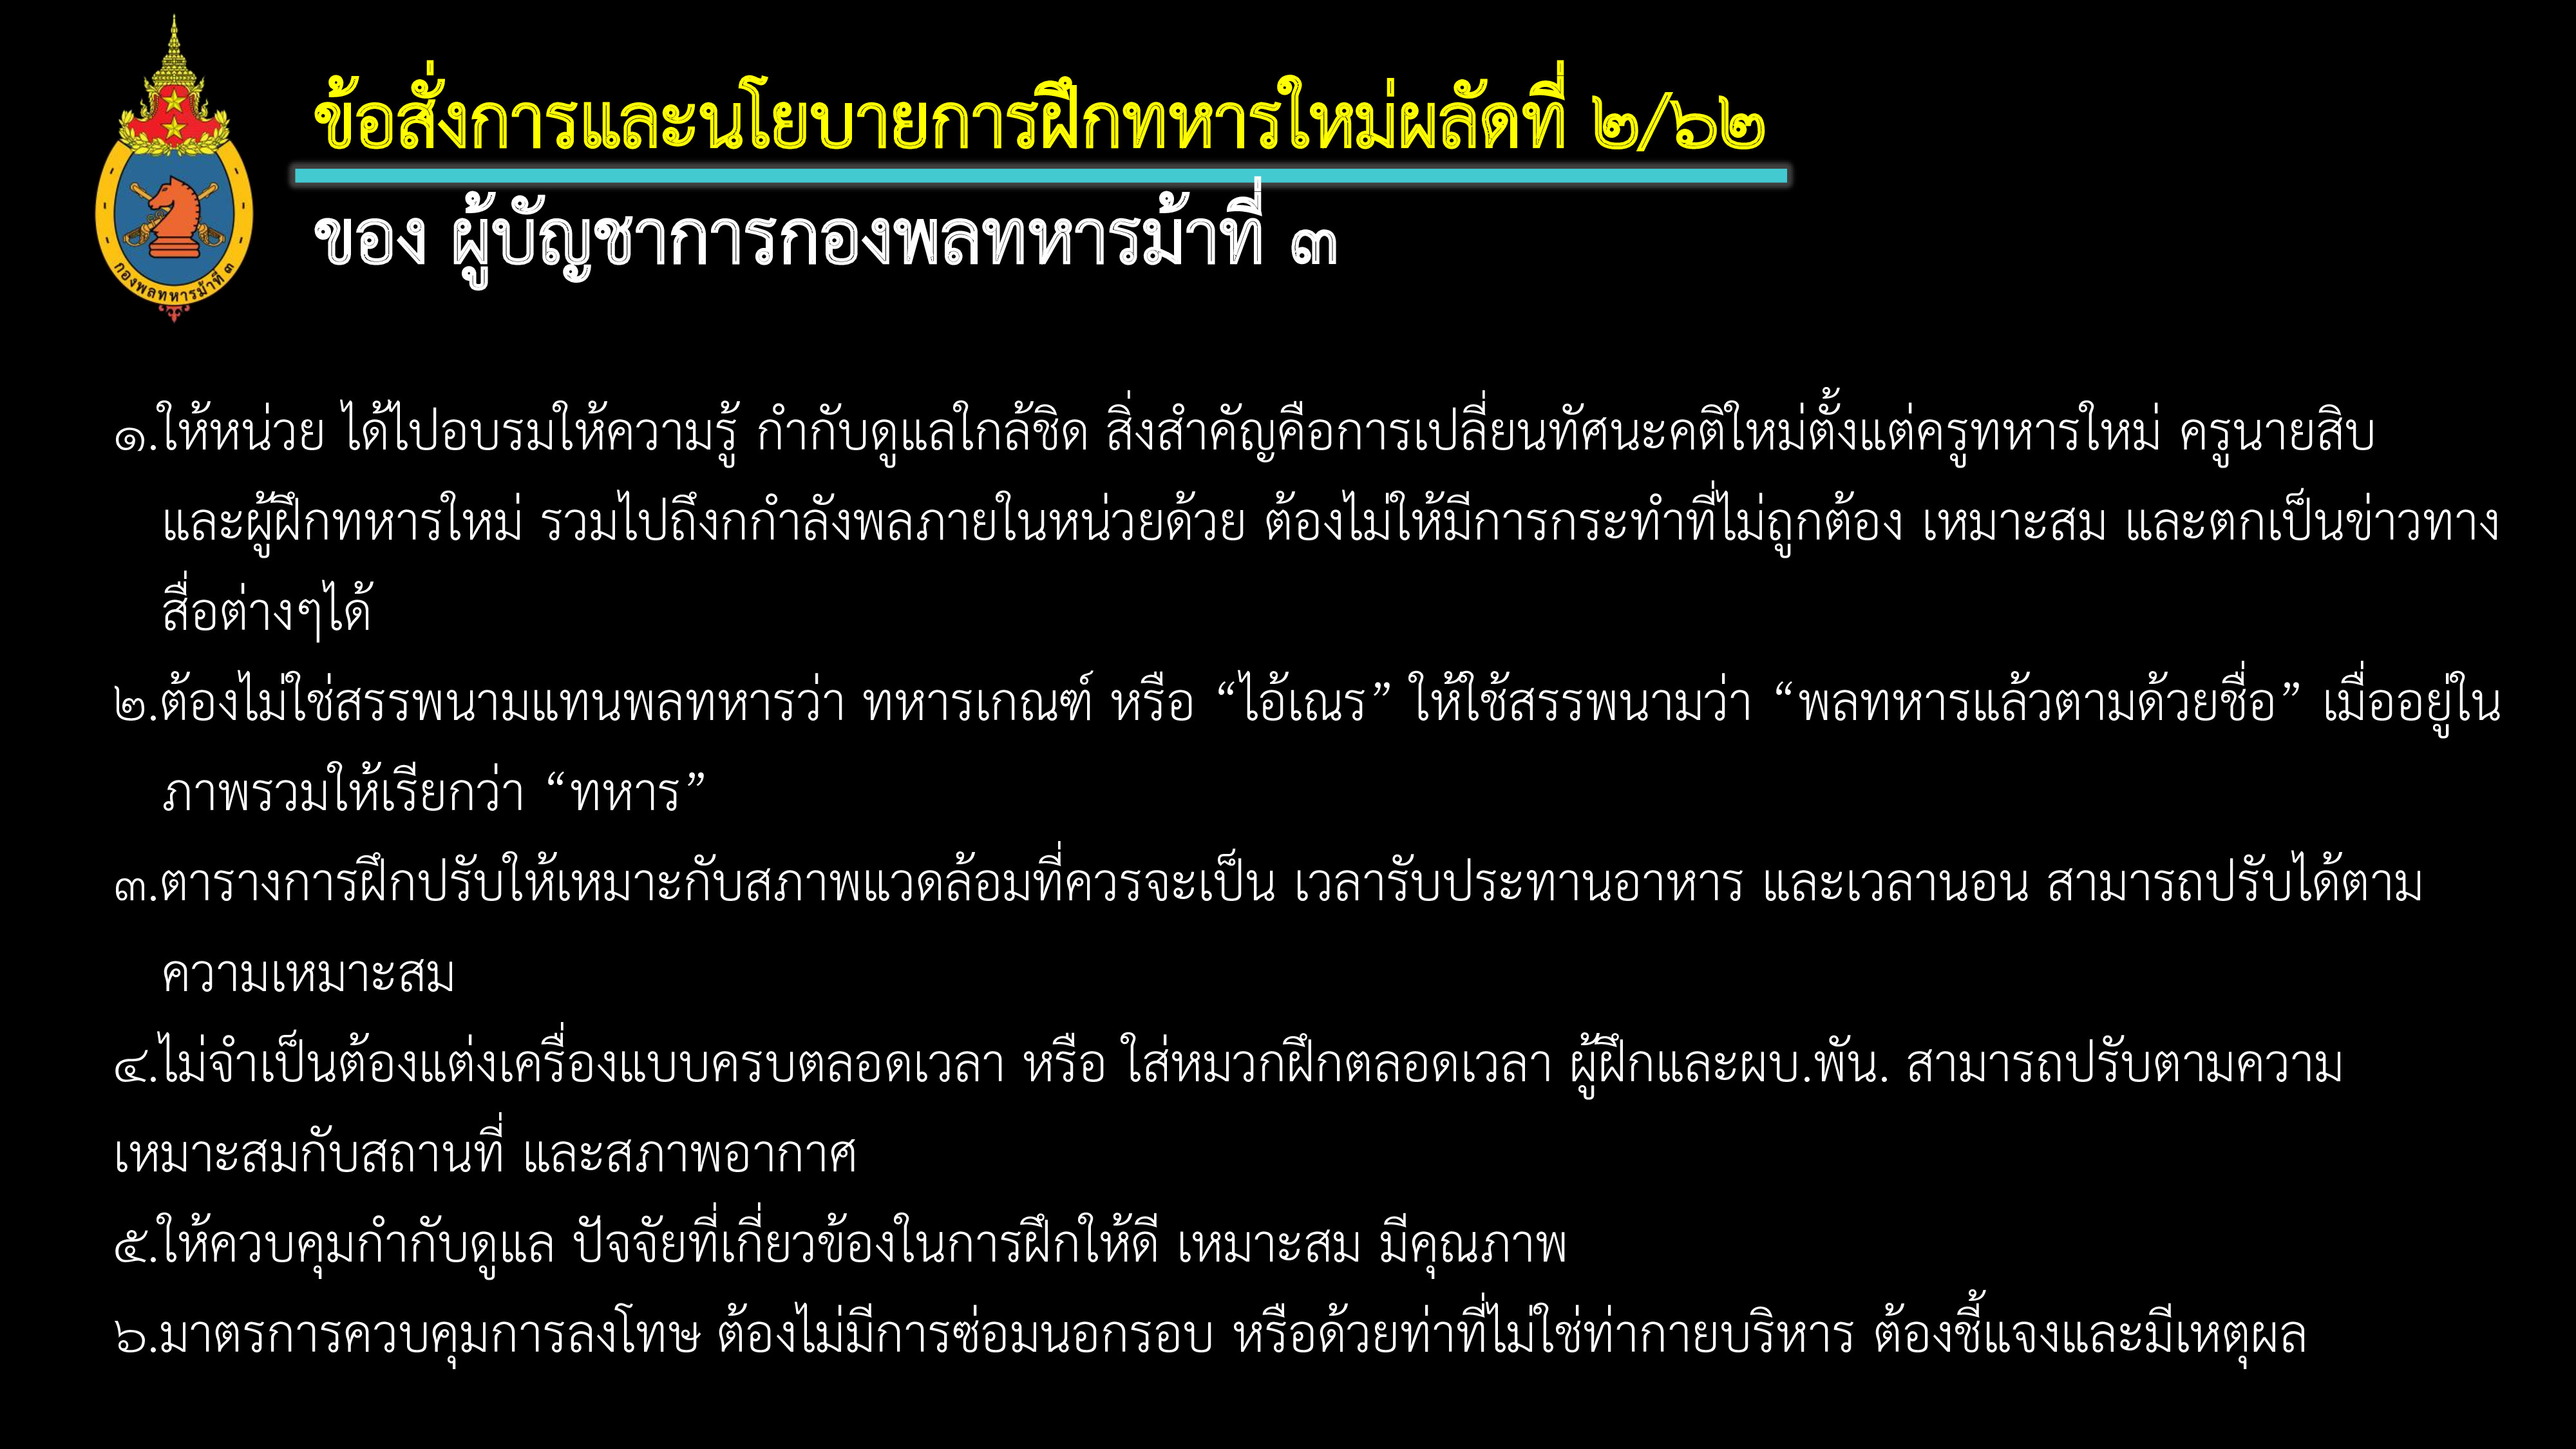 ข้อสั่งการและนโยบายการฝึกทหารใหม่ผลัดที่ ๒/๖๒
ของ ผู้บัญชาการกองพลทหารม้าที่ ๓
กองพลทหารม้าที่ ๓
๑.ให้หน่วย ได้ไปอบรมให้ความรู้ กำกับดูแลใกล้ชิด สิ่งสำคัญคือการเปลี่ยนทัศนะคติใหม่ตั้งแต่ครูทหารใหม่ ครูนายสิบ
และผู้ฝึกทหารใหม่ รวมไปถึงกกำลังพลภายในหน่วยด้วย ต้องไม่ให้มีการกระทำที่ไม่ถูกต้อง เหมาะสม และตกเป็นข่าวทาง
สื่อต่างๆได้
๒.ต้องไม่ใช่สรรพนามแทนพลทหารว่า ทหารเกณฑ์ หรือ “ไอ้เณร” ให้ใช้สรรพนามว่า “พลทหารแล้วตามด้วยชื่อ” เมื่ออยู่ใน
ภาพรวมให้เรียกว่า “ทหาร”
๓.ตารางการฝึกปรับให้เหมาะกับสภาพแวดล้อมที่ควรจะเป็น เวลารับประทานอาหาร และเวลานอน สามารถปรับได้ตาม
ความเหมาะสม
๔.ไม่จำเป็นต้องแต่งเครื่องแบบครบตลอดเวลา หรือ ใส่หมวกฝึกตลอดเวลา ผู้ฝึกและผบ.พัน. สามารถปรับตามความ
เหมาะสมกับสถานที่ และสภาพอากาศ
๕.ให้ควบคุมกำกับดูแล ปัจจัยที่เกี่ยวข้องในการฝึกให้ดี เหมาะสม มีคุณภาพ
๖.มาตรการควบคุมการลงโทษ ต้องไม่มีการซ่อมนอกรอบ หรือด้วยท่าที่ไม่ใช่ท่ากายบริหาร ต้องชี้แจงและมีเหตุผล